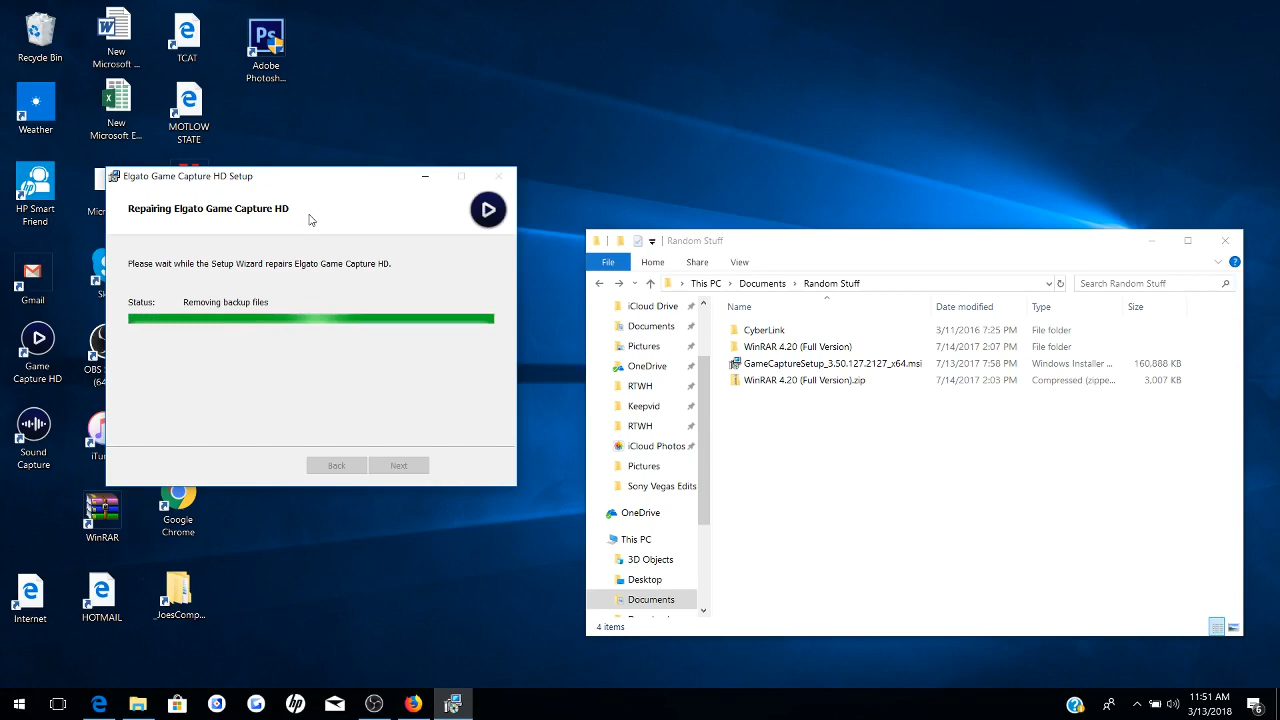 Recycle Bin
New
Microsoft ...
TCAT
Ps
Adobe
Photosh...
Weather
New
Microsoft E...
MOTLOW
STATE
HP Smart
Friend
Gmail
Game
Capture HD
OBS
(64
Sound
Capture
WinRAR
Google
Chrome
Internet
HOTMAIL
_JoesComp...
Elgato Game Capture HD Setup
Repairing Elgato Game Capture HD
Please wait while the Setup Wizard repairs Elgato Game Capture HD.
Status: Removing backup files
Back Next
Random Stuff
File Home Share View
This PC Documents Random Stuff
Search Random Stuff
Name Date modified Type Size
iCloud Drive
Documents
Pictures
OneDrive
RTWH
Keepvid
RTWH
iCloud Photos
Pictures
Sony Vegas Edits
OneDrive
This PC
3D Objects
Desktop
Documents
CyberLink 3/11/2016 7:25 PM File folder
WinRAR 4.20 (Full Version) 7/14/2017 2:07 PM File folder
GameCaptureSetup_3.50.127.2127_x64.msi 7/13/2017 7:58 PM Windows Installer ... 160,888 KB
WinRAR 4.20 (Full Version).zip 7/14/2017 2:03 PM Compressed (zippe... 3,007 KB
4 items
hp
11:51 AM
3/13/2018
6